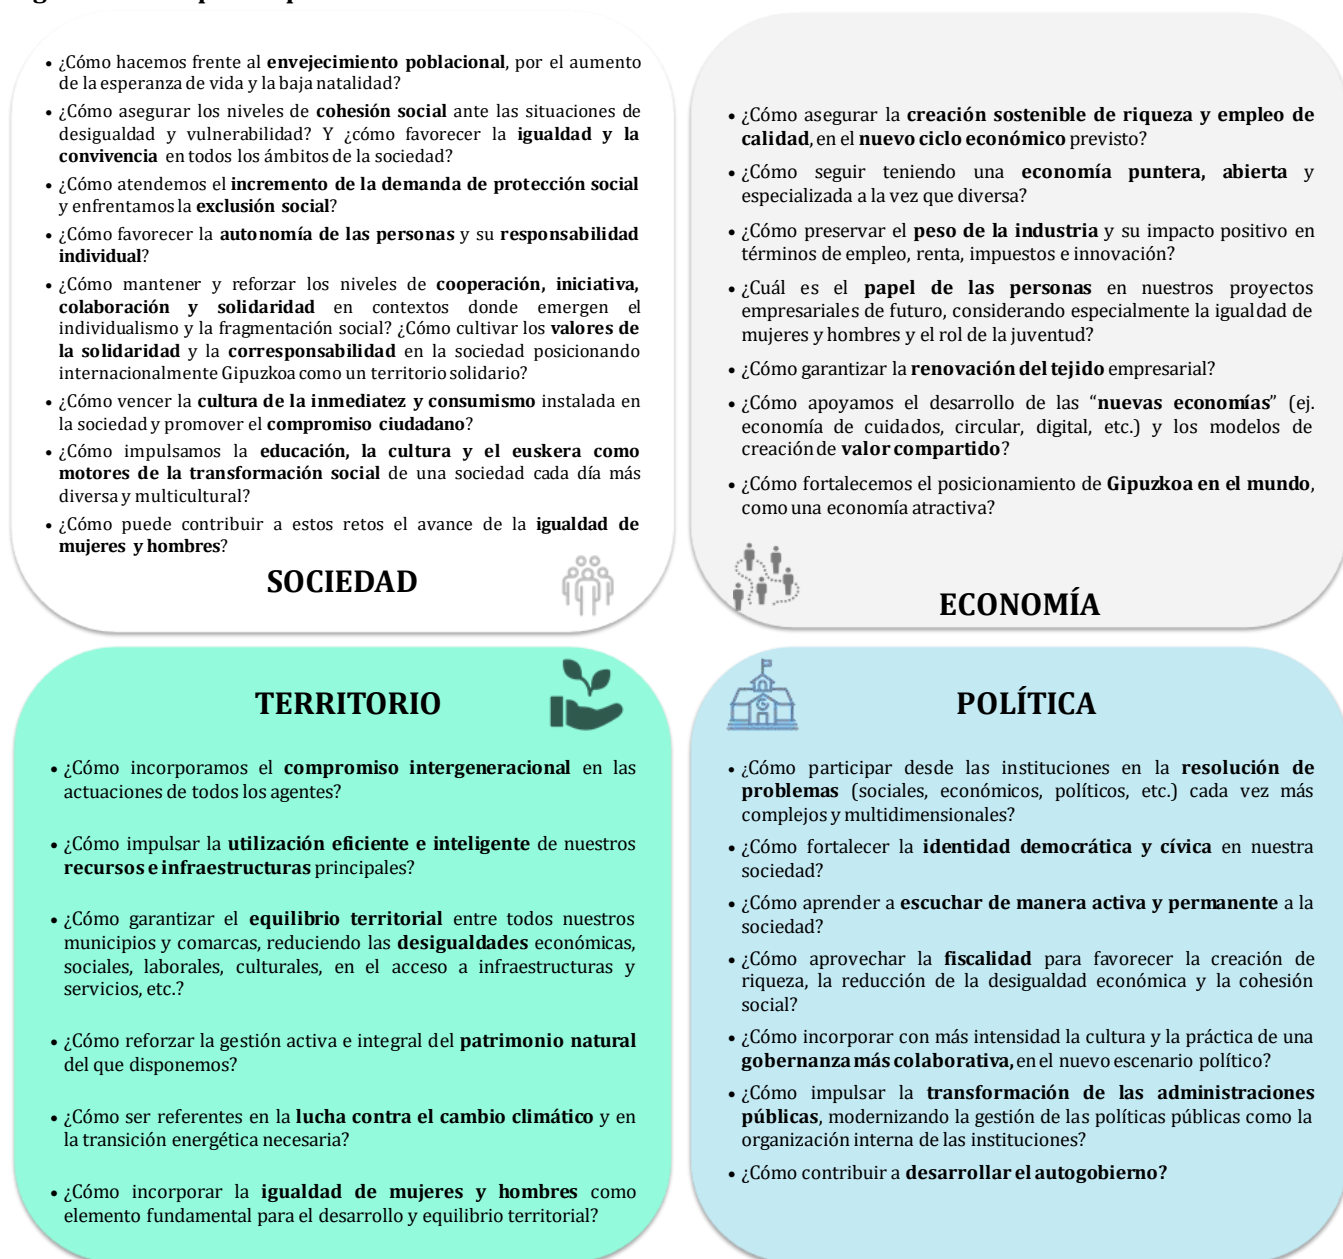 • ¿Cómo hacemos frente al envejecimiento poblacional, por el aumento
de la esperanza de vida y la baja natalidad?
• ¿Cómo asegurar los niveles de cohesión social ante las situaciones de
desigualdad y vulnerabilidad? Y ¿cómo favorecer la igualdad y la
convivencia en todos los ámbitos de la sociedad?
• ¿Cómo atendemos el incremento de la demanda de protección social
y enfrentamos la exclusión social?
• ¿Cómo favorecer la autonomía de las personas y su responsabilidad
individual?
• ¿Cómo mantener y reforzar los niveles de cooperación, iniciativa,
colaboración y solidaridad en contextos donde emergen el
individualismo y la fragmentación social? ¿Cómo cultivar los valores de
la solidaridad y la corresponsabilidad en la sociedad posicionando
internacionalmente Gipuzkoa como un territorio solidario?
• ¿Cómo vencer la cultura de la inmediatez y consumismo instalada en
la sociedad y promover el compromiso ciudadano?
• ¿Cómo impulsamos la educación, la cultura y el euskera como
motores de la transformación social de una sociedad cada día más
diversa y multicultural?
• ¿Cómo puede contribuir a estos retos el avance de la igualdad de
mujeres y hombres?
SOCIEDAD
• ¿Cómo asegurar la creación sostenible de riqueza y empleo de
calidad, en el nuevo ciclo económico previsto?
• ¿Cómo seguir teniendo una economía puntera, abierta y
especializada a la vez que diversa?
• ¿Cómo preservar el peso de la industria y su impacto positivo en
términos de empleo, renta, impuestos e innovación?
• ¿Cuál es el papel de las personas en nuestros proyectos
empresariales de futuro, considerando especialmente la igualdad de
mujeres y hombres y el rol de la juventud?
• ¿Cómo garantizar la renovación del tejido empresarial?
• ¿Cómo apoyamos el desarrollo de las “nuevas economías” (ej.
economía de cuidados, circular, digital, etc.) y los modelos de
creación de valor compartido?
• ¿Cómo fortalecemos el posicionamiento de Gipuzkoa en el mundo,
como una economía atractiva?
ECONOMÍA
TERRITORIO
• ¿Cómo incorporamos el compromiso intergeneracional en las
actuaciones de todos los agentes?
• ¿Cómo impulsar la utilización eficiente e inteligente de nuestros
recursos e infraestructuras principales?
• ¿Cómo garantizar el equilibrio territorial entre todos nuestros
municipios y comarcas, reduciendo las desigualdades económicas,
sociales, laborales, culturales, en el acceso a infraestructuras y
servicios, etc.?
• ¿Cómo reforzar la gestión activa e integral del patrimonio natural
del que disponemos?
• ¿Cómo ser referentes en la lucha contra el cambio climático y en
la transición energética necesaria?
• ¿Cómo incorporar la igualdad de mujeres y hombres como
elemento fundamental para el desarrollo y equilibrio territorial?
POLÍTICA
• ¿Cómo participar desde las instituciones en la resolución de
problemas (sociales, económicos, políticos, etc.) cada vez más
complejos y multidimensionales?
• ¿Cómo fortalecer la identidad democrática y cívica en nuestra
sociedad?
• ¿Cómo aprender a escuchar de manera activa y permanente a la
sociedad?
• ¿Cómo aprovechar la fiscalidad para favorecer la creación de
riqueza, la reducción de la desigualdad económica y la cohesión
social?
• ¿Cómo incorporar con más intensidad la cultura y la práctica de una
gobernanza más colaborativa, en el nuevo escenario político?
• ¿Cómo impulsar la transformación de las administraciones
públicas, modernizando la gestión de las políticas públicas como la
organización interna de las instituciones?
• ¿Cómo contribuir a desarrollar el autogobierno?